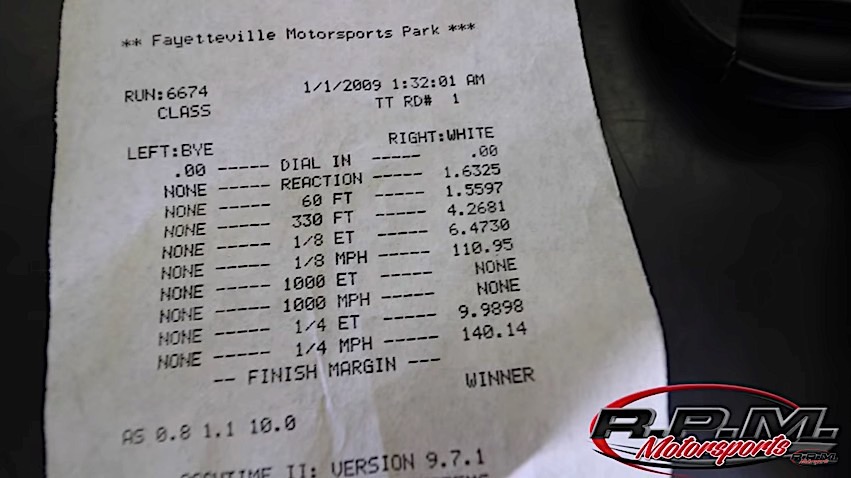 ** Fayetteville Motorsports Park ***
RUN:6674 1/1/2009 1:32:01 AM
CLASS TT RD# 1
LEFT:BYE RIGHT:WHITE
.00 ----- DIAL IN ----- .00
NONE ----- REACTION ----- 1.6325
NONE ----- 60 FT ----- 1.5597
NONE ----- 330 FT ----- 4.2681
NONE ----- 1/8 ET ----- 6.4730
NONE ----- 1/8 MPH ----- 110.95
NONE ----- 1000 ET ----- NONE
NONE ----- 1000 MPH ----- NONE
NONE ----- 1/4 ET ----- 9.9898
NONE ----- 1/4 MPH ----- 140.14
-- FINISH MARGIN ---
WINNER
AS 0.8 1.1 10.0
II: VERSION 9.7.1
R.P.M.
Motorsports
R.P.M.
Motorsports